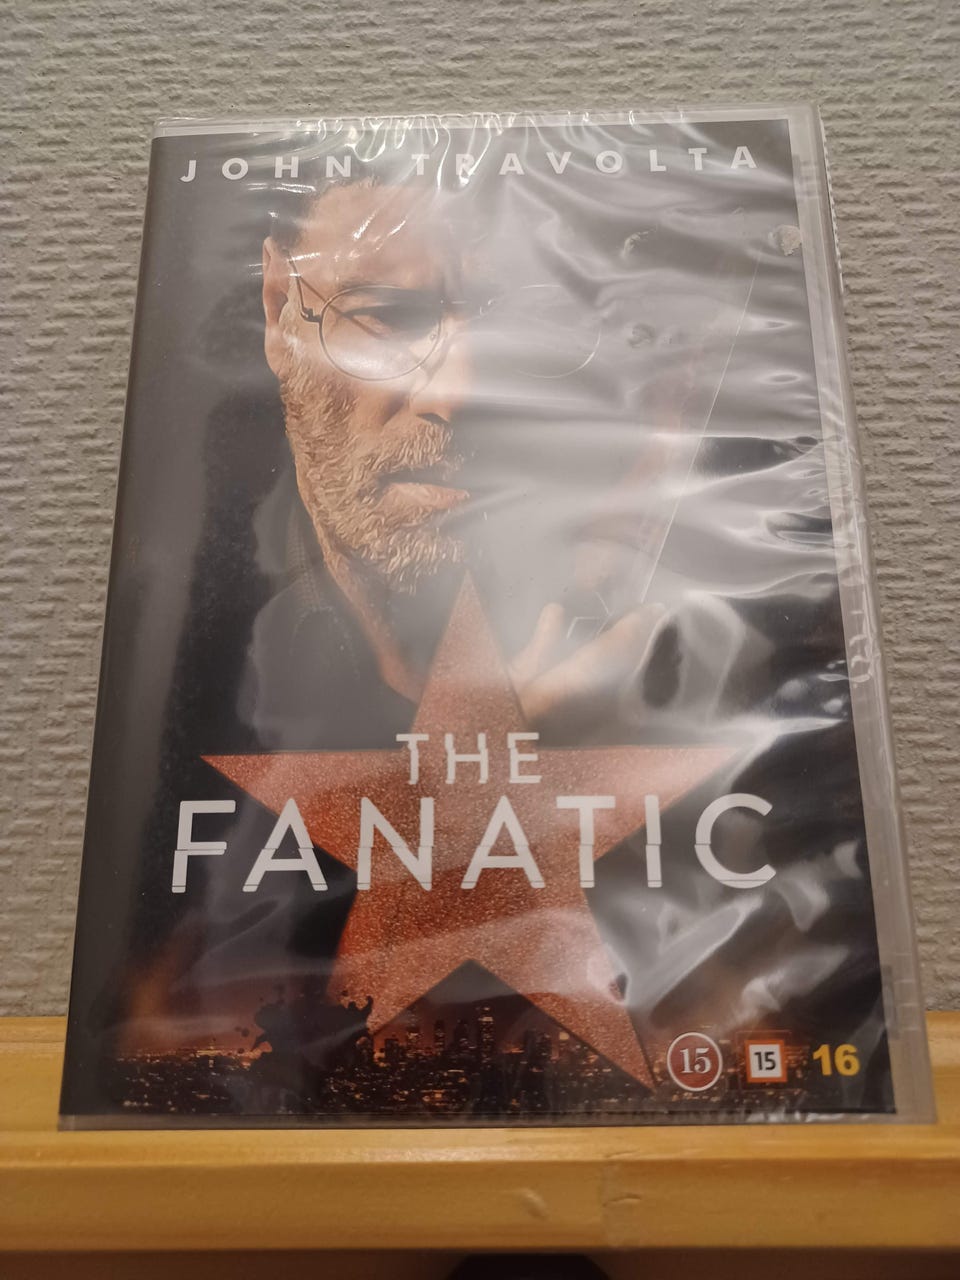 JOHN TRAVOLTA
THE
FANATIC
15 15 16